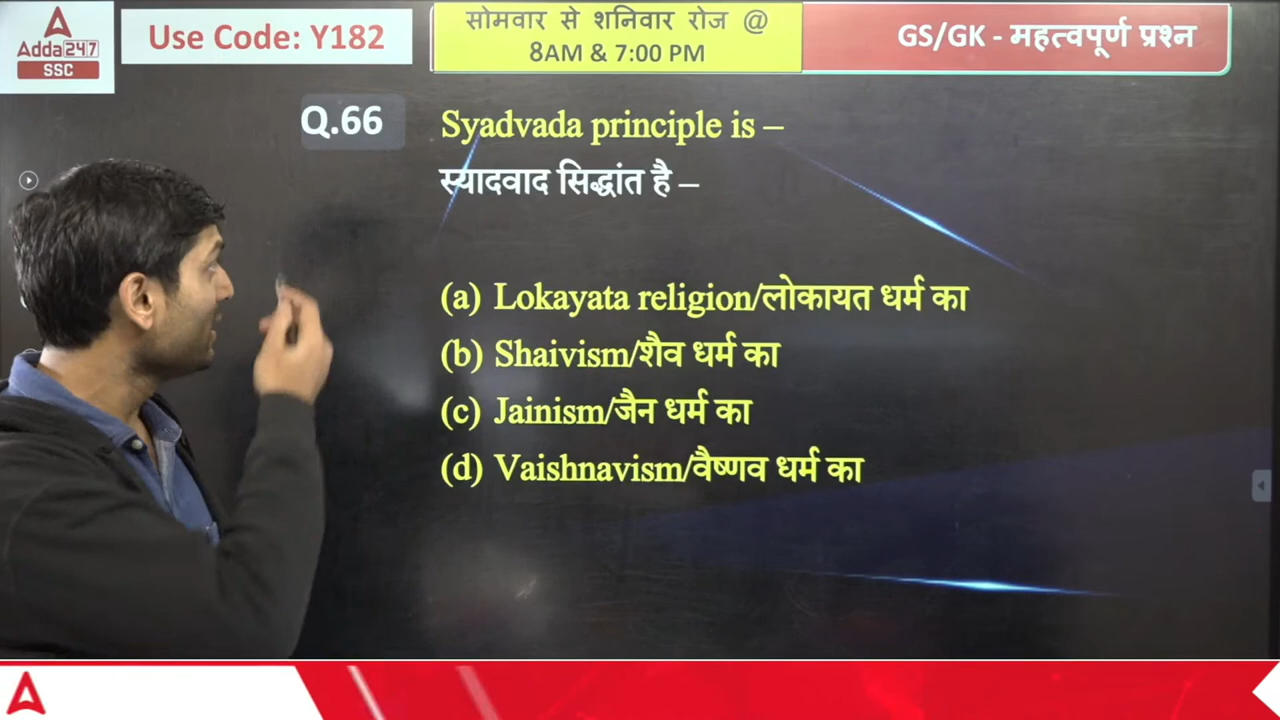 Adda247
SSC
Use Code: Y182
सोमवार से शनिवार रोज @
8AM & 7:00 PM
GS/GK - महत्वपूर्ण प्रश्न
Q.66
Syadvada principle is –
स्यादवाद सिद्धांत है –
(a) Lokayata religion/लोकायत धर्म का
(b) Shaivism/शैव धर्म का
(c) Jainism/जैन धर्म का
(d) Vaishnavism/वैष्णव धर्म का